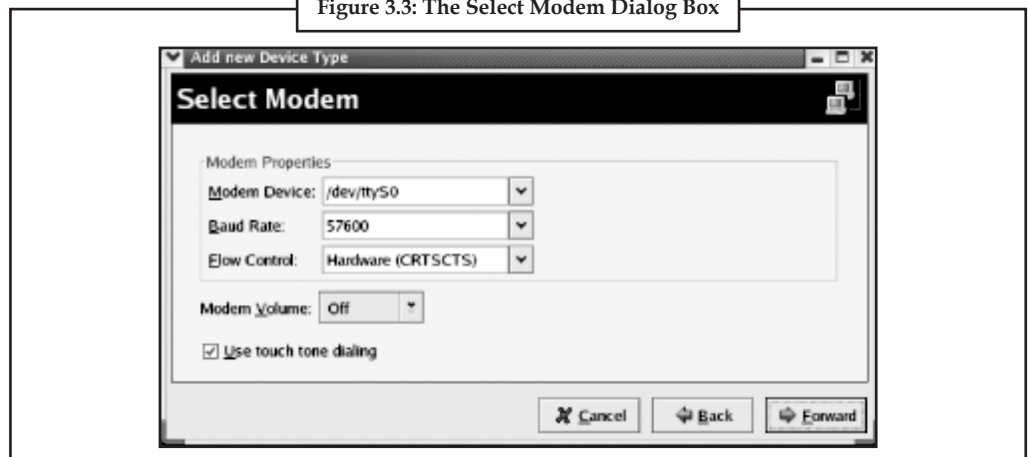 Figure 3.3: The Select Modem Dialog Box
Add new Device Type
Select Modem
Modem Properties
Modem Device: /dev/ttyS0
Baud Rate: 57600
Flow Control: Hardware (CRTSCTS)
Modem Volume: Off
Use touch tone dialing
Cancel Back Forward